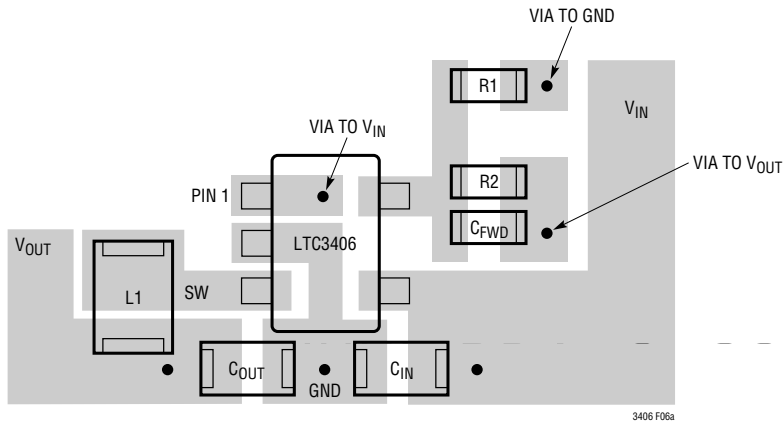 VIA TO GND
R1
VIN
VIA TO VIN
R2
VIA TO VOUT
PIN 1
CFWD
VOUT
LTC3406
L1
SW
COUT
GND
CIN
3406 F06a